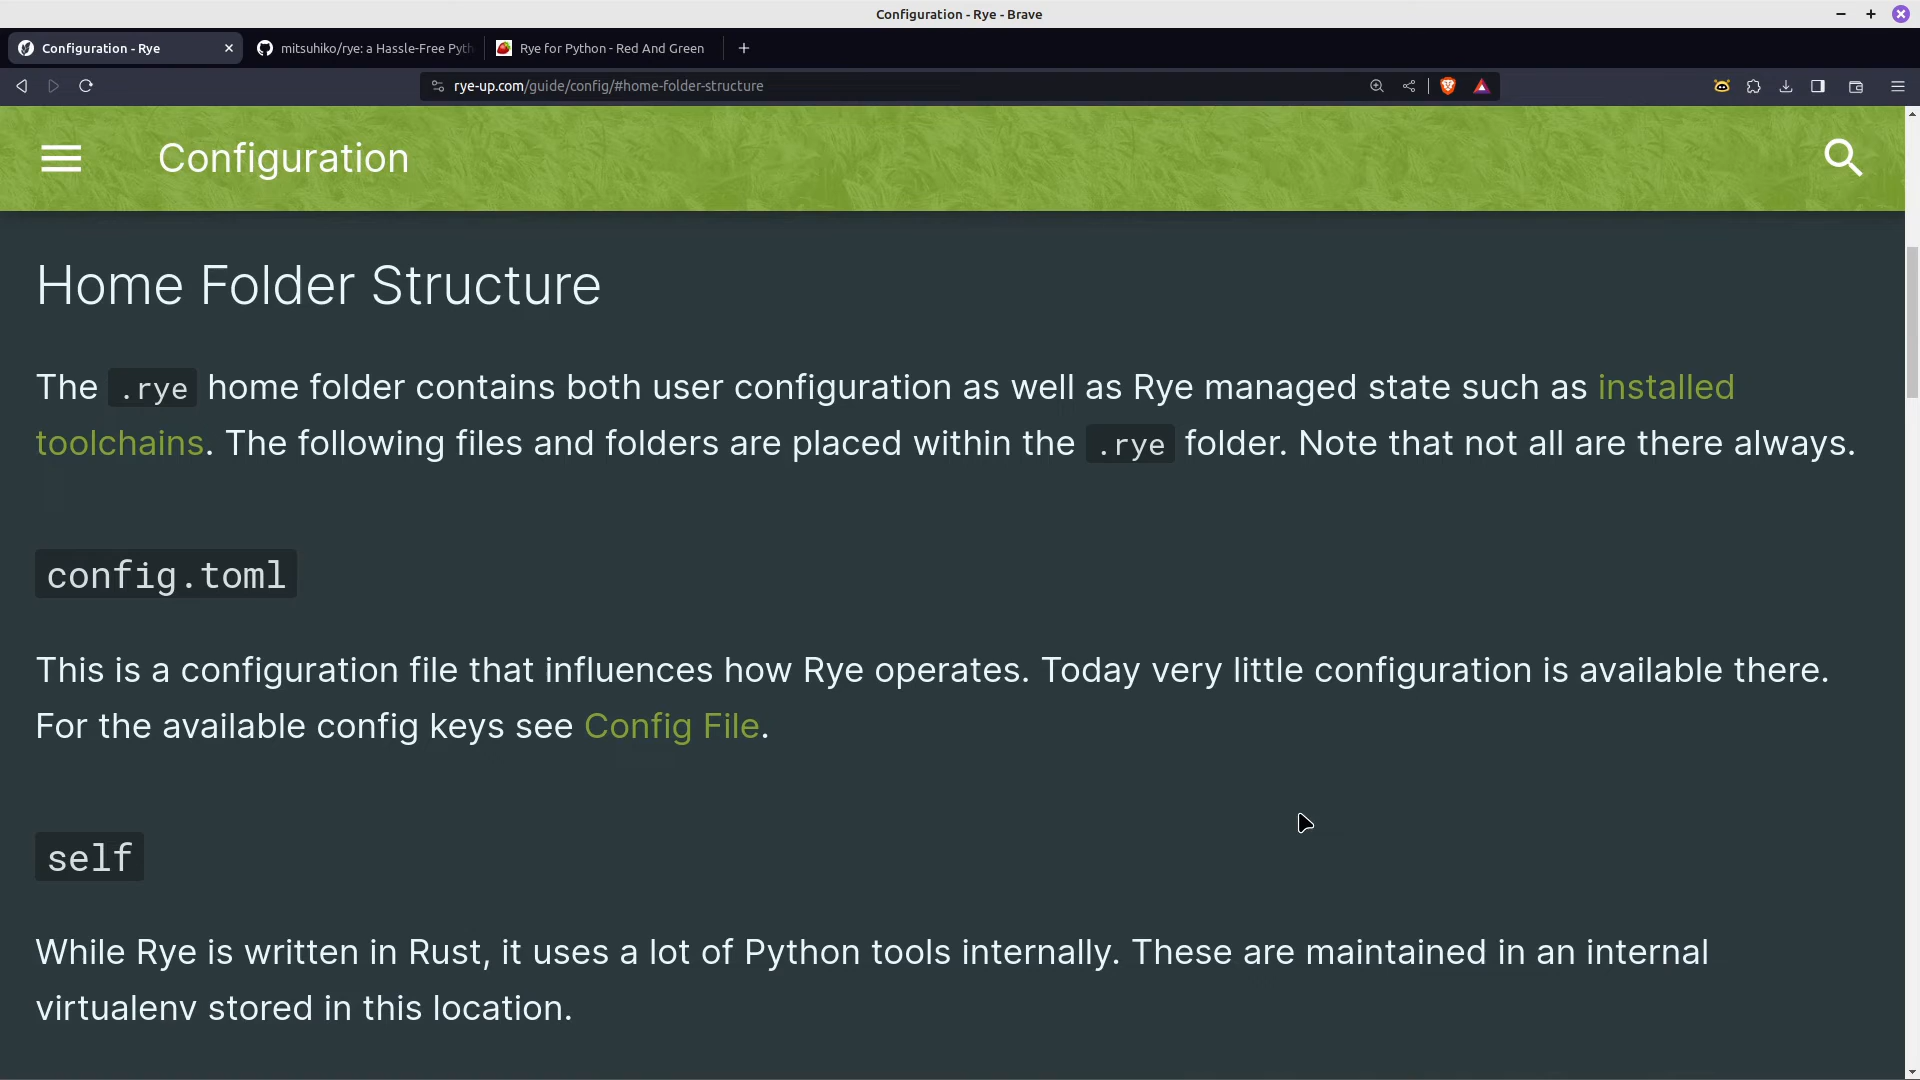 Configuration - Rye - Brave
Configuration - Rye
mitsuhiko/rye: a Hassle-Free Pyth
Rye for Python - Red And Green
rye-up.com/guide/config/#home-folder-structure
Configuration
Home Folder Structure
The .rye home folder contains both user configuration as well as Rye managed state such as installed
toolchains. The following files and folders are placed within the .rye folder. Note that not all are there always.
config.toml
This is a configuration file that influences how Rye operates. Today very little configuration is available there.
For the available config keys see Config File.
self
While Rye is written in Rust, it uses a lot of Python tools internally. These are maintained in an internal
virtualenv stored in this location.